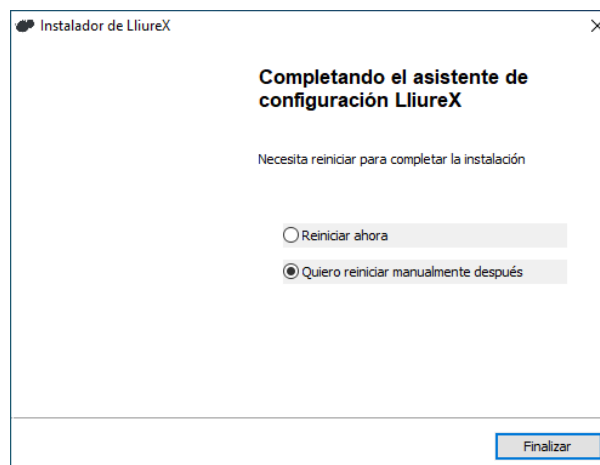 Instalador de LliureX
Completando el asistente de
configuración LliureX
Necesita reiniciar para completar la instalación
Reiniciar ahora
Quiero reiniciar manualmente después
Finalizar